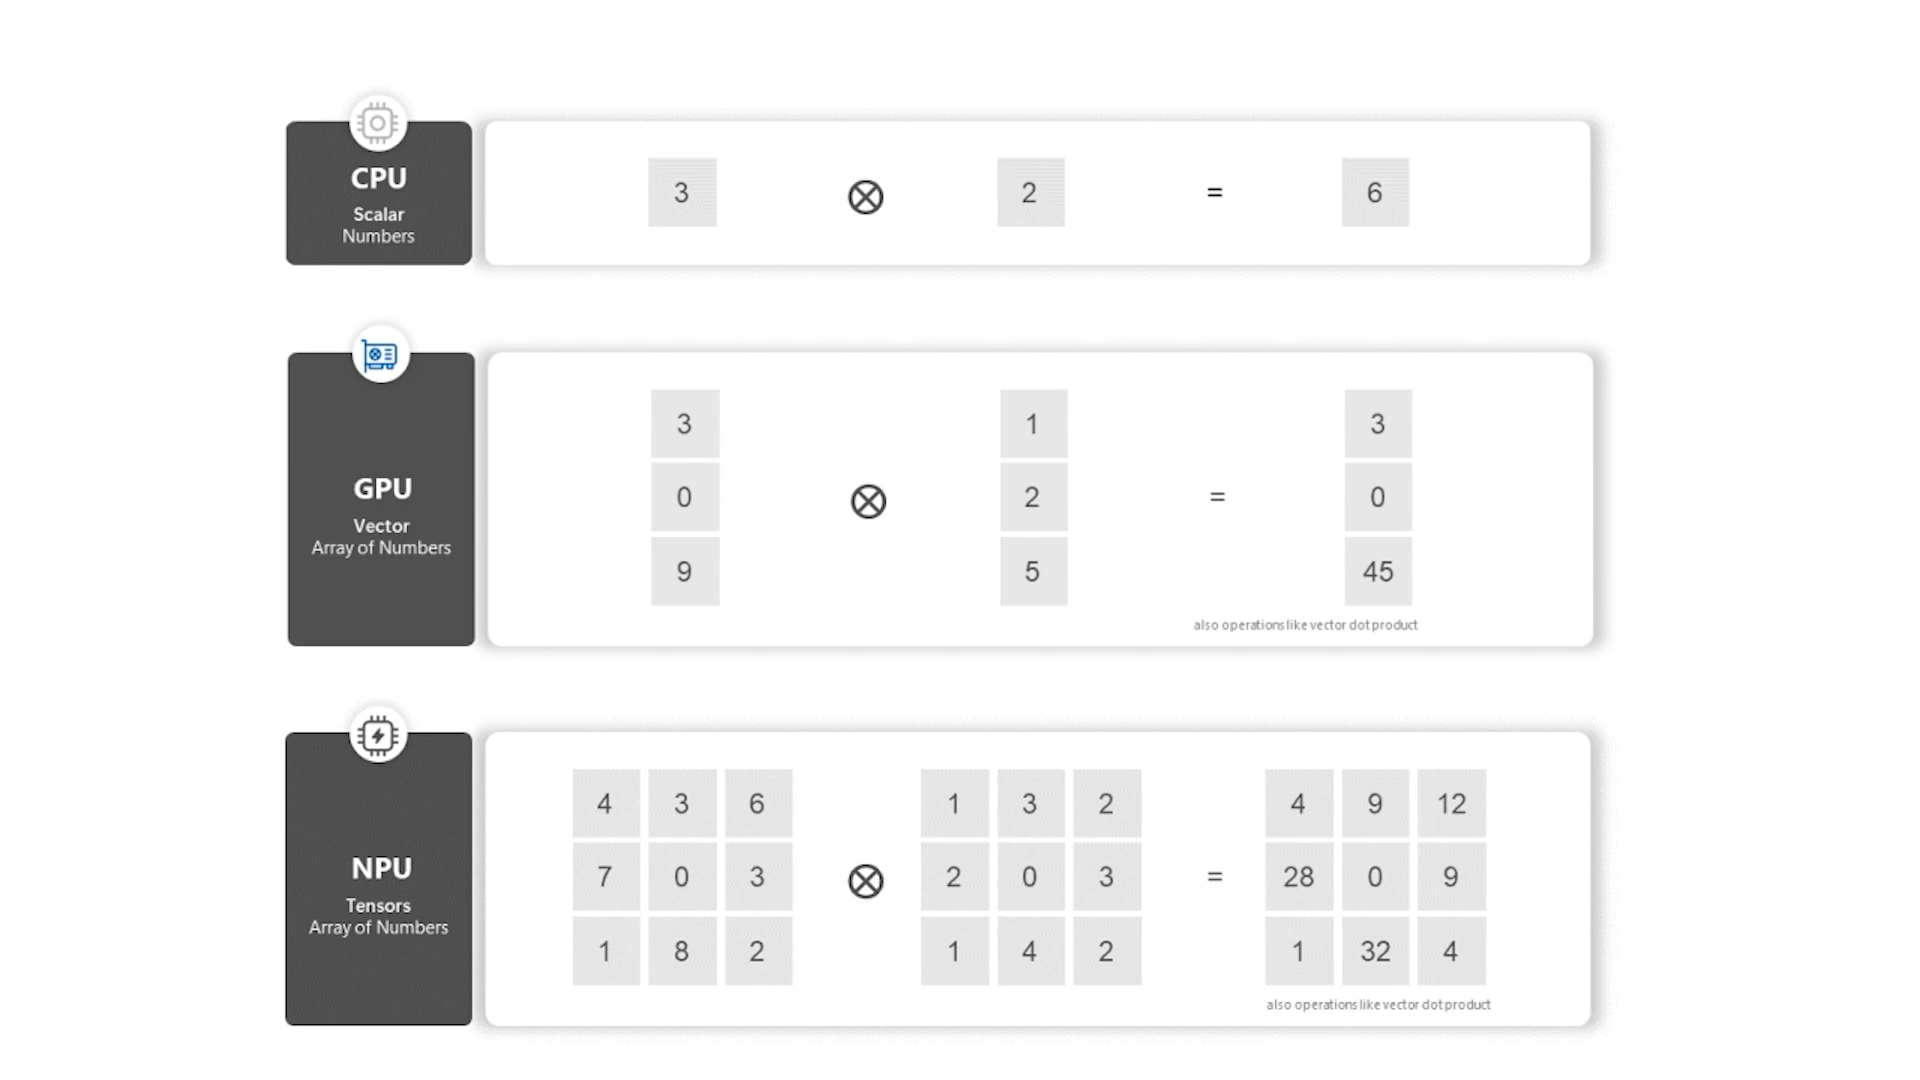 CPU
Scalar
Numbers
3 ⊗ 2 = 6
GPU
Vector
Array of Numbers
3 1 3
0 ⊗ 2 = 0
9 5 45
also operations like vector dot product
NPU
Tensors
Array of Numbers
4 3 6 1 3 2 4 9 12
7 0 3 ⊗ 2 0 3 = 28 0 9
1 8 2 1 4 2 1 32 4
also operations like vector dot product